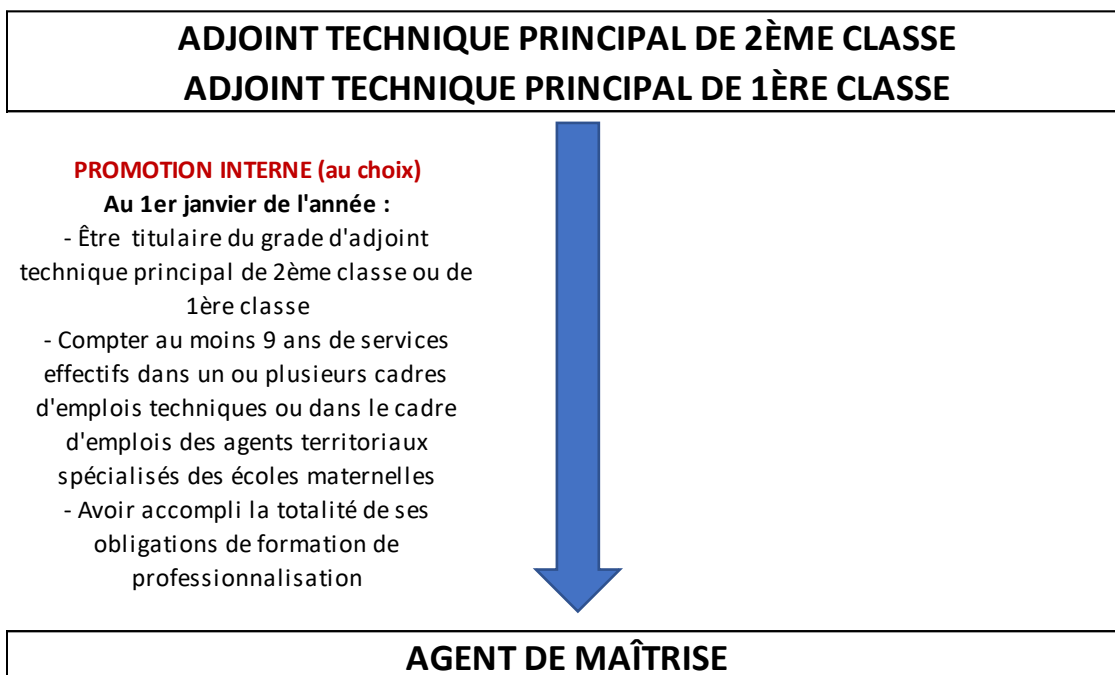 ADJOINT TECHNIQUE PRINCIPAL DE 2ÈME CLASSE
ADJOINT TECHNIQUE PRINCIPAL DE 1ÈRE CLASSE
PROMOTION INTERNE (au choix)
Au 1er janvier de l'année :
- Être titulaire du grade d'adjoint
technique principal de 2ème classe ou de
1ère classe
- Compter au moins 9 ans de services
effectifs dans un ou plusieurs cadres
d'emplois techniques ou dans le cadre
d'emplois des agents territoriaux
spécialisés des écoles maternelles
- Avoir accompli la totalité de ses
obligations de formation de
professionnalisation
AGENT DE MAÎTRISE